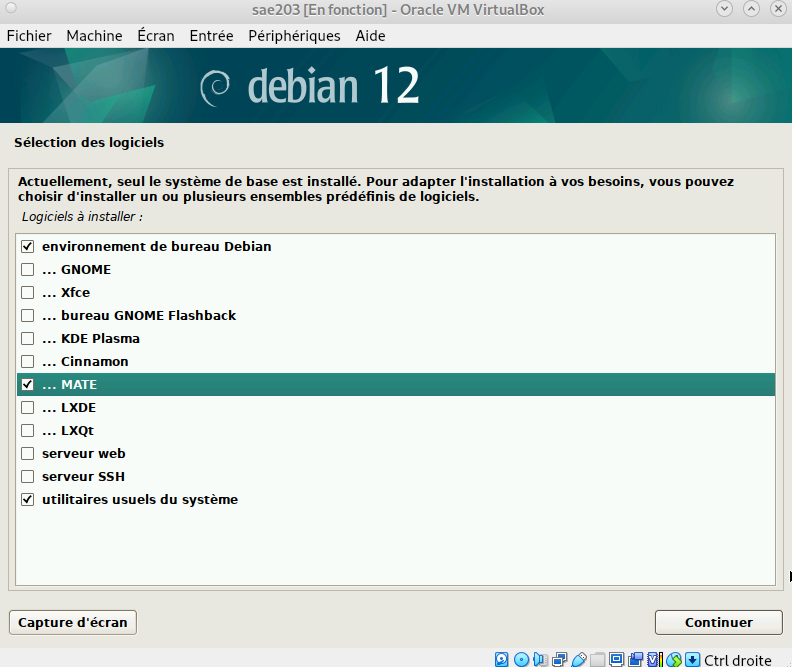 sae203 [En fonction] - Oracle VM VirtualBox
Fichier Machine Écran Entrée Périphériques Aide
debian 12
Sélection des logiciels
Actuellement, seul le système de base est installé. Pour adapter l'installation à vos besoins, vous pouvez
choisir d'installer un ou plusieurs ensembles prédéfinis de logiciels.
Logiciels à installer :
environnement de bureau Debian
... GNOME
... Xfce
... bureau GNOME Flashback
... KDE Plasma
... Cinnamon
... MATE
... LXDE
... LXQt
serveur web
serveur SSH
utilitaires usuels du système
Capture d'écran Continuer
Ctrl droite